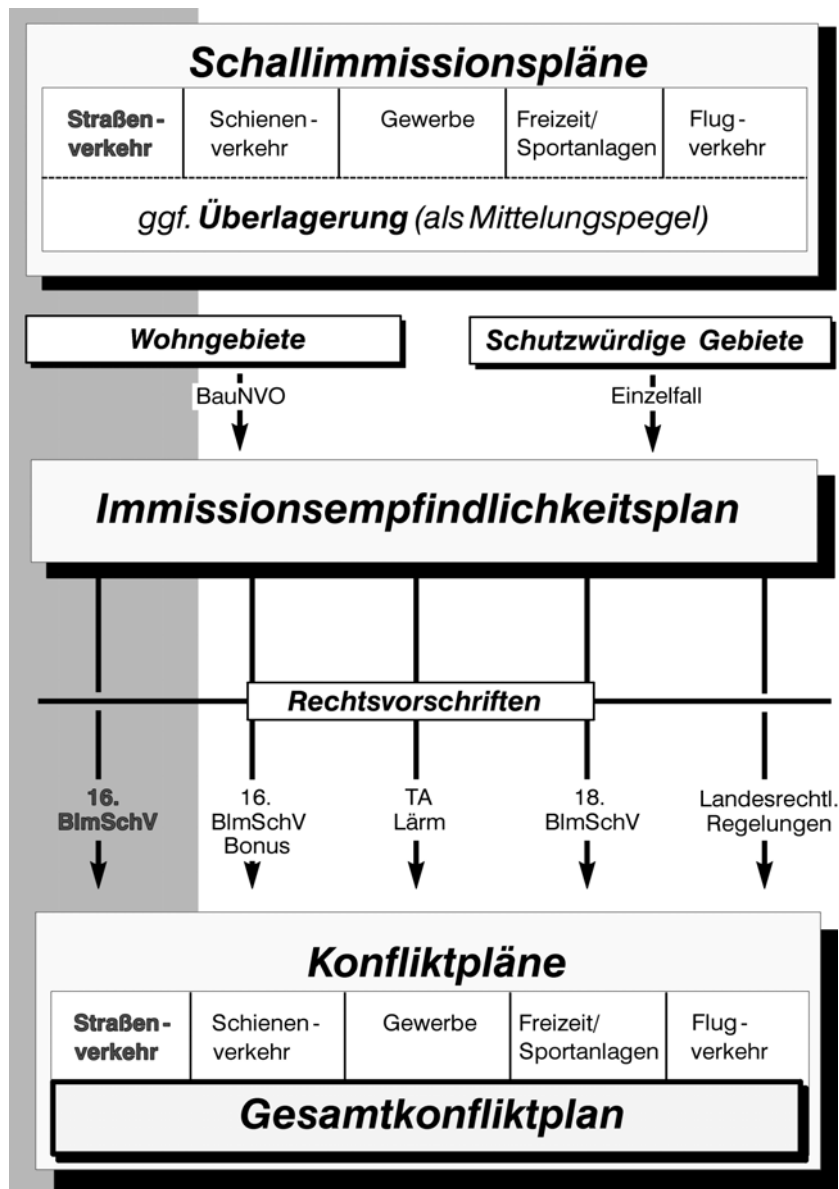 Schallimmissionspläne
Straßen-
verkehr
Schienen-
verkehr
Gewerbe
Freizeit/
Sportanlagen
Flug-
verkehr
ggf. Überlagerung (als Mittelungspegel)
Wohngebiete
Schutzwürdige Gebiete
BauNVO
Einzelfall
Immissionsempfindlichkeitsplan
Rechtsvorschriften
16.
BImSchV
16.
BImSchV
Bonus
TA
Lärm
18.
BImSchV
Landesrechtl.
Regelungen
Konfliktpläne
Straßen-
verkehr
Schienen-
verkehr
Gewerbe
Freizeit/
Sportanlagen
Flug-
verkehr
Gesamtkonfliktplan